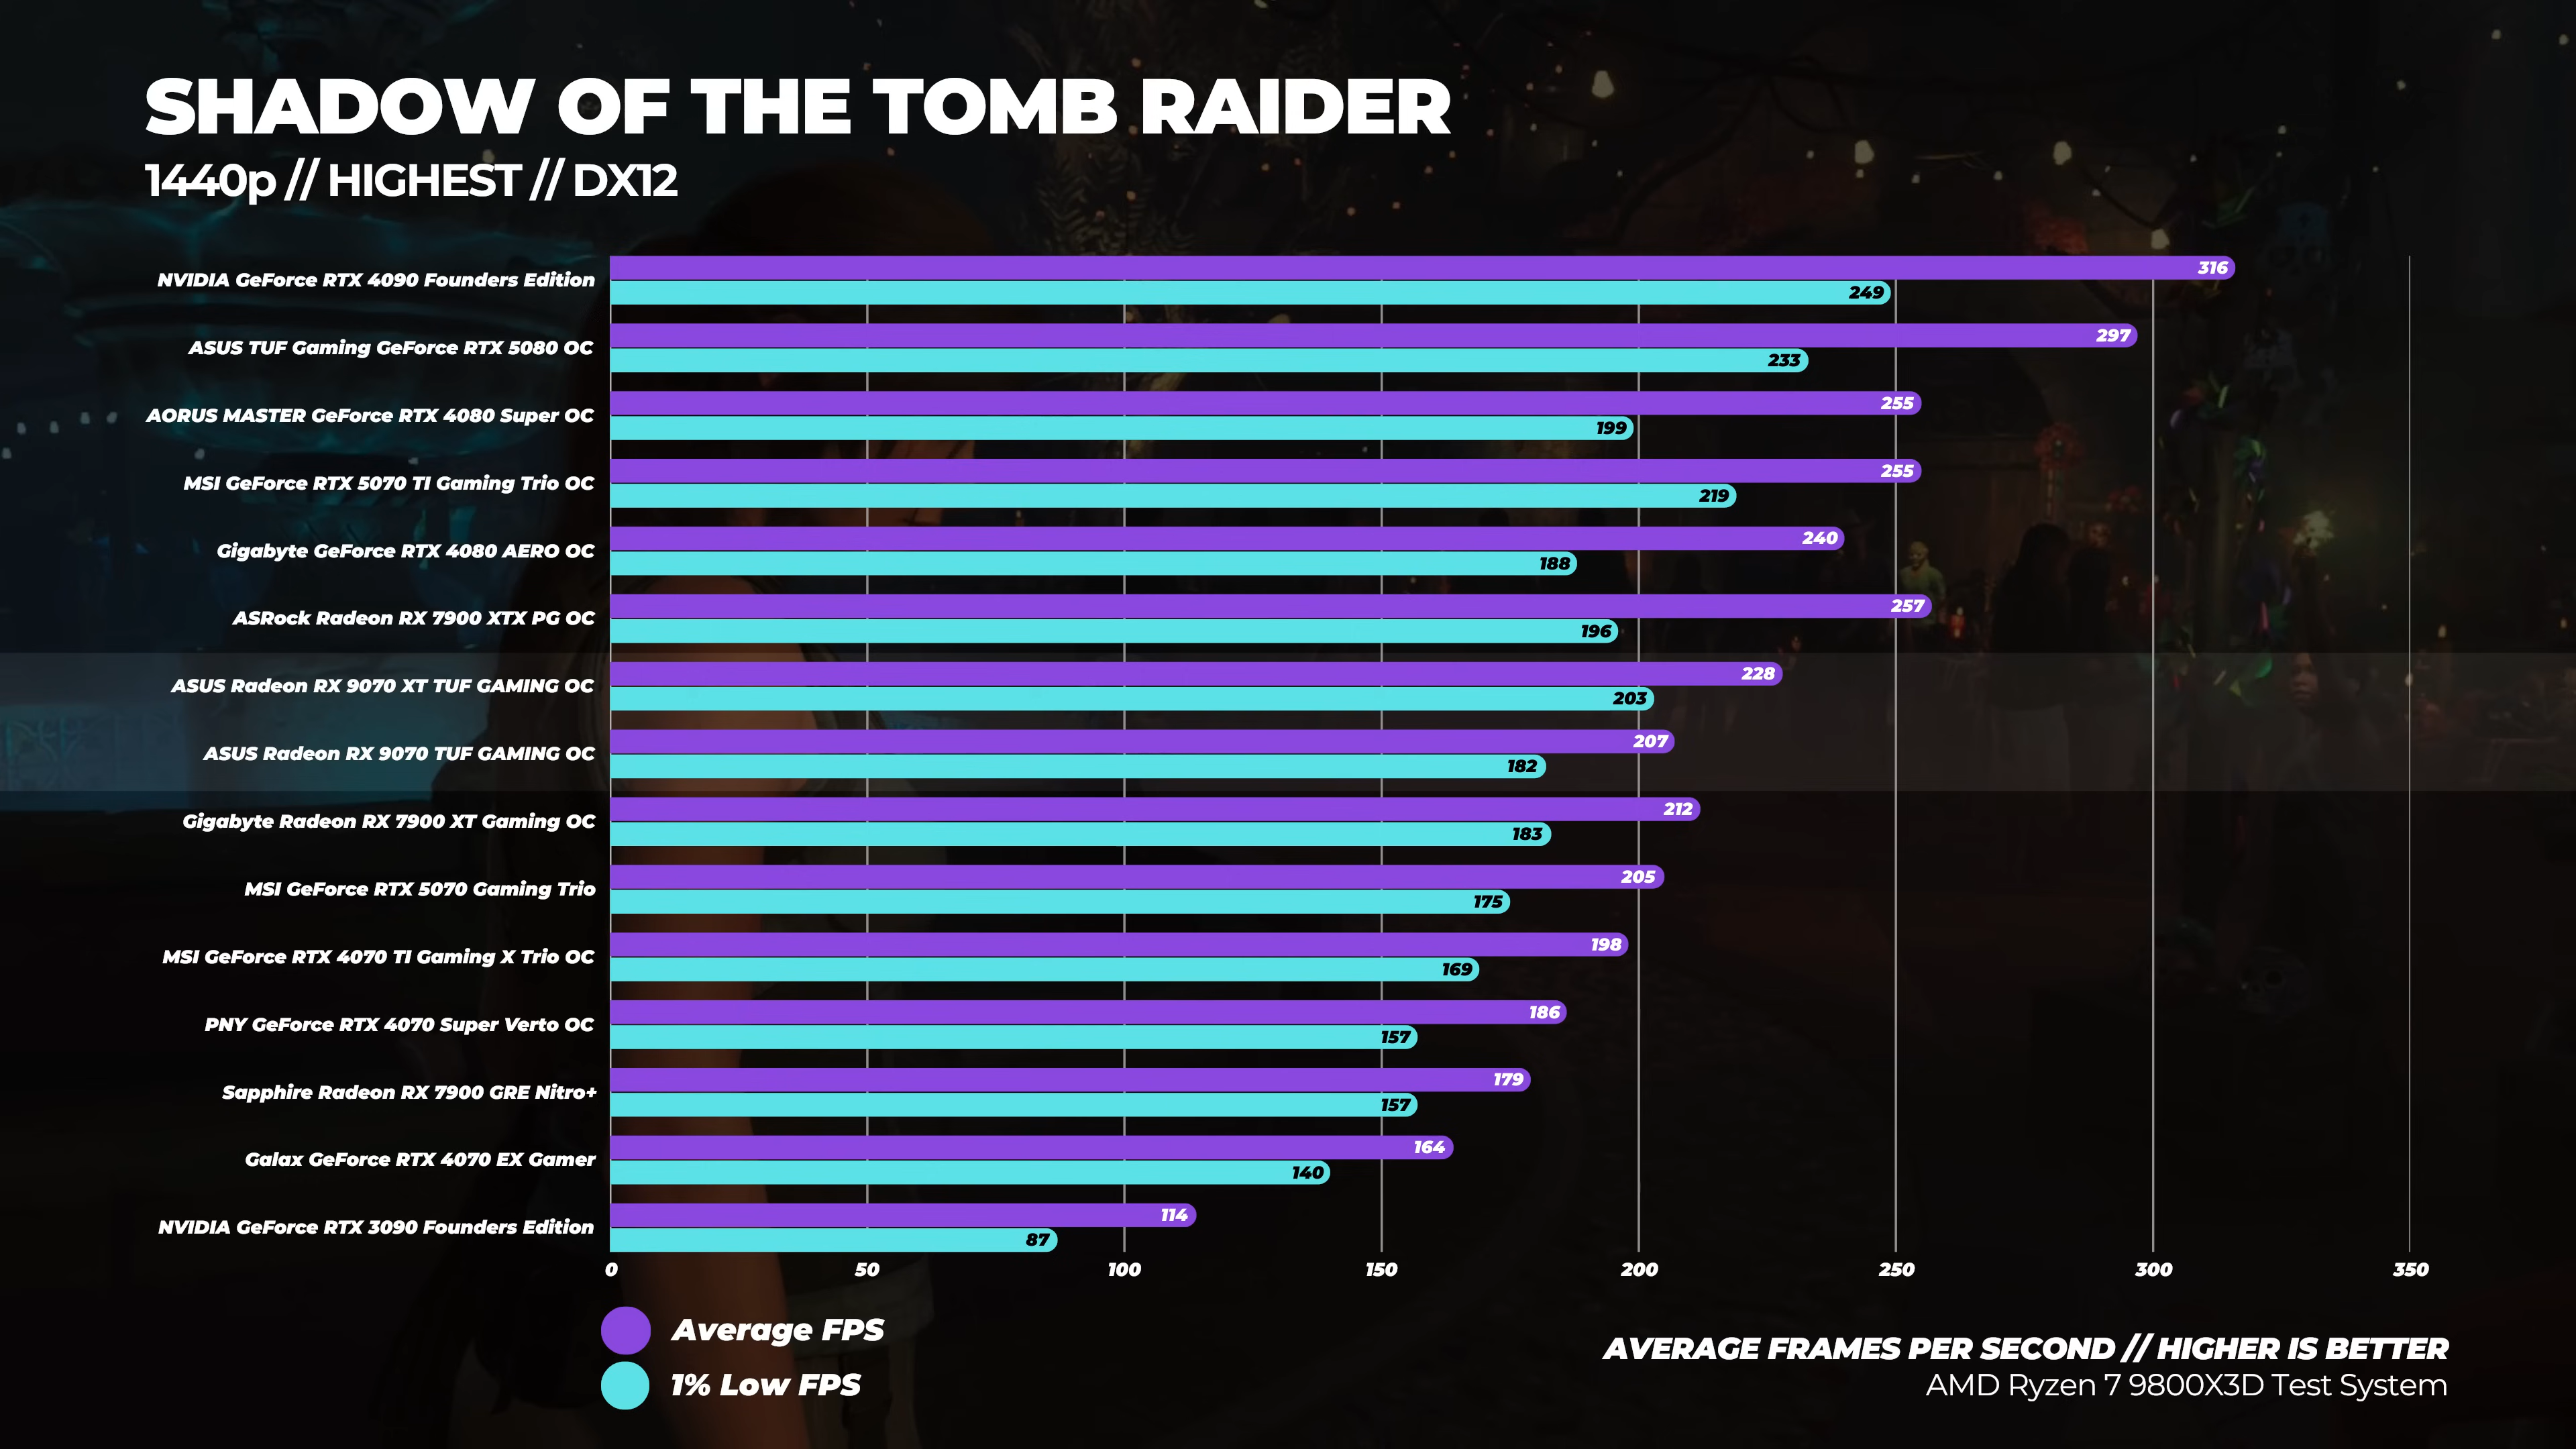 SHADOW OF THE TOMB RAIDER
1440p // HIGHEST // DX12
NVIDIA GeForce RTX 4090 Founders Edition
316
249
ASUS TUF Gaming GeForce RTX 5080 OC
297
233
AORUS MASTER GeForce RTX 4080 Super OC
255
199
MSI GeForce RTX 5070 TI Gaming Trio OC
255
219
Gigabyte GeForce RTX 4080 AERO OC
240
188
ASRock Radeon RX 7900 XTX PG OC
257
196
ASUS Radeon RX 9070 XT TUF GAMING OC
228
203
ASUS Radeon RX 9070 TUF GAMING OC
207
182
Gigabyte Radeon RX 7900 XT Gaming OC
212
183
MSI GeForce RTX 5070 Gaming Trio
205
175
MSI GeForce RTX 4070 TI Gaming X Trio OC
198
169
PNY GeForce RTX 4070 Super Verto OC
186
157
Sapphire Radeon RX 7900 GRE Nitro+
179
157
Galax GeForce RTX 4070 EX Gamer
164
140
NVIDIA GeForce RTX 3090 Founders Edition
114
87
0 50 100 150 200 250 300 350
Average FPS
1% Low FPS
AVERAGE FRAMES PER SECOND // HIGHER IS BETTER
AMD Ryzen 7 9800X3D Test System